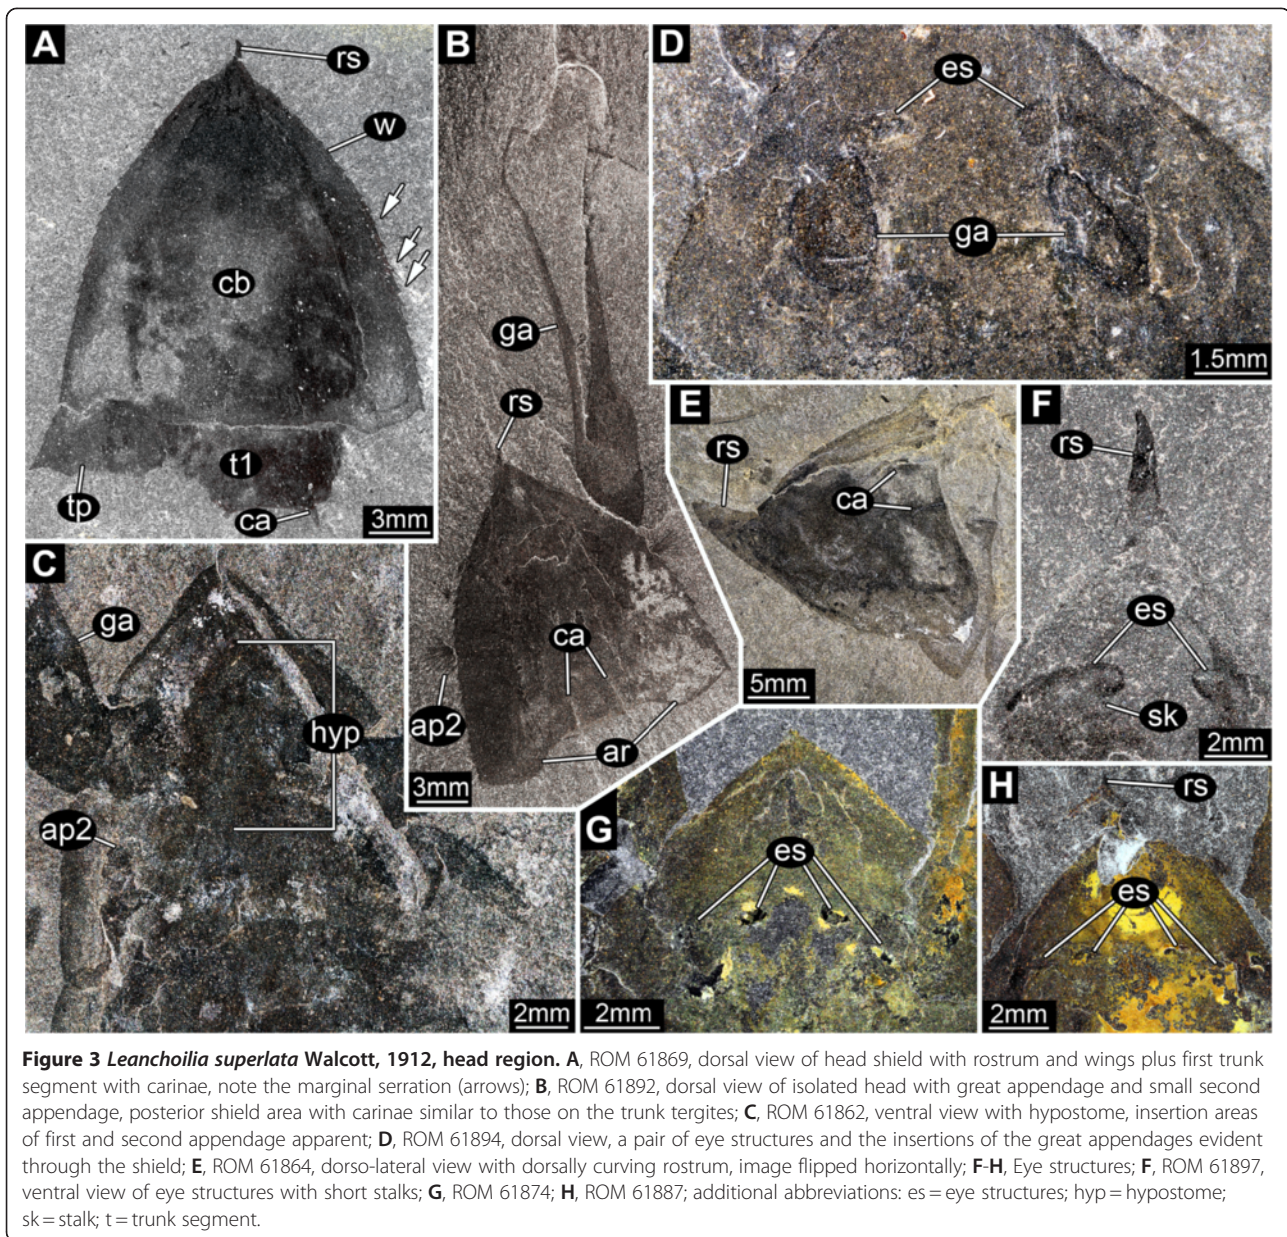 A
rs
w
cb
t1
tp
ca
3mm
B
ga
rs
ca
ap2
ar
3mm
C
ga
hyp
ap2
2mm
D
es
ga
1.5mm
E
rs
ca
5mm
F
rs
es
sk
2mm
G
es
2mm
H
rs
es
2mm
Figure 3 Leanchoilia superlata Walcott, 1912, head region. A, ROM 61869, dorsal view of head shield with rostrum and wings plus first trunk
segment with carinae, note the marginal serration (arrows); B, ROM 61892, dorsal view of isolated head with great appendage and small second
appendage, posterior shield area with carinae similar to those on the trunk tergites; C, ROM 61862, ventral view with hypostome, insertion areas
of first and second appendage apparent; D, ROM 61894, dorsal view, a pair of eye structures and the insertions of the great appendages evident
through the shield; E, ROM 61864, dorso-lateral view with dorsally curving rostrum, image flipped horizontally; F-H, Eye structures; F, ROM 61897,
ventral view of eye structures with short stalks; G, ROM 61874; H, ROM 61887; additional abbreviations: es = eye structures; hyp = hypostome;
sk = stalk; t = trunk segment.